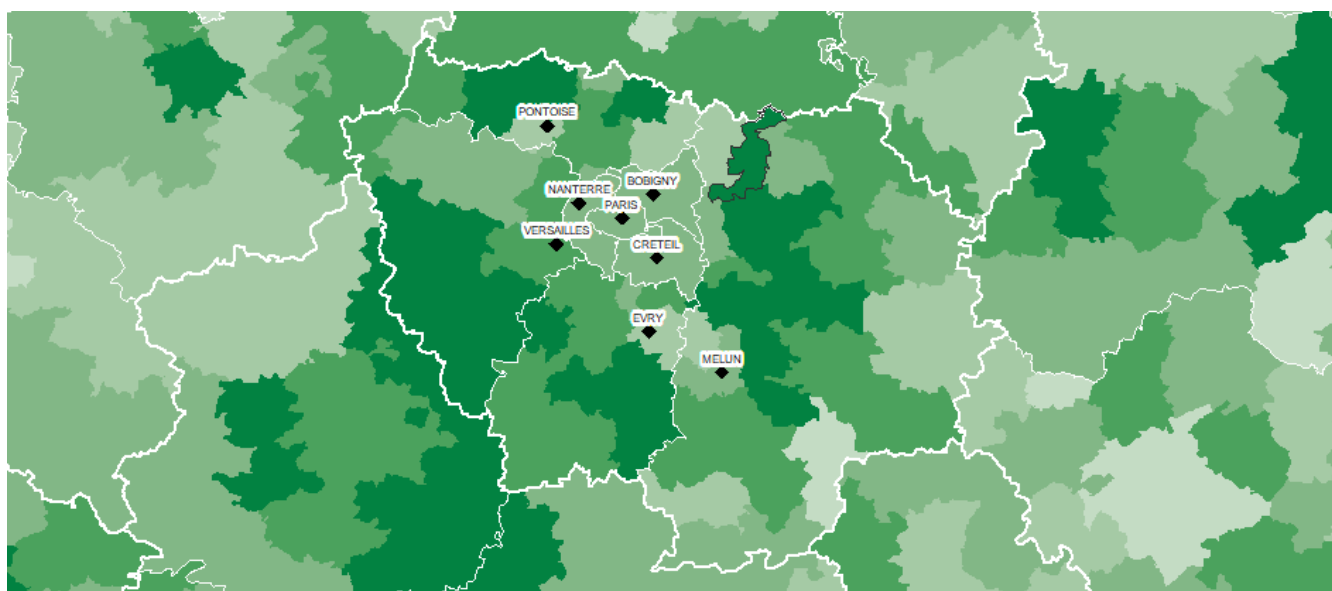 PONTOISE
BOBIGNY
NANTERRE
PARIS
VERSAILLES
CRETEIL
EVRY
MELUN